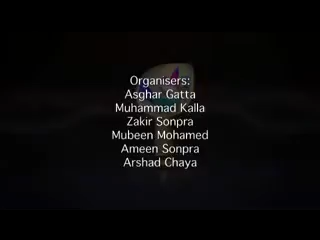 Organisers:
Asghar Gatta
Muhammad Kalla
Zakir Sonpra
Mubeen Mohamed
Ameen Sonpra
Arshad Chaya